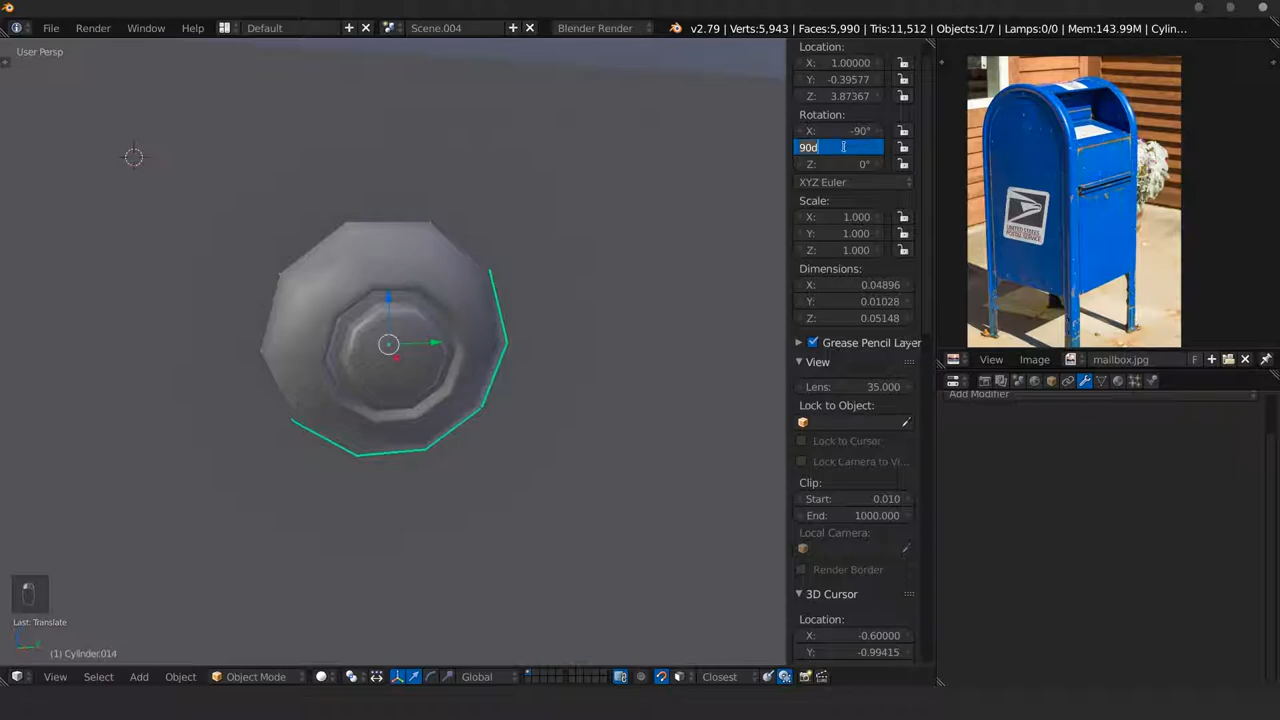 File Render Window Help Default Scene.004 Blender Render v2.79 | Verts:5,943 | Faces:5,990 | Tris:11,512 | Objects:1/7 | Lamps:0/0 | Mem:143.99M | Cylin...
User Persp
Location:
X: 1.00000
Y: -0.39577
Z: 3.87367
Rotation:
X: -90°
90d
Z: 0°
XYZ Euler
Scale:
X: 1.000
Y: 1.000
Z: 1.000
Dimensions:
X: 0.04896
Y: 0.01028
Z: 0.05148
Grease Pencil Layer
View
Lens: 35.000
Lock to Object:
Lock to Cursor
Lock Camera to Vi...
Clip:
Start: 0.010
End: 1000.000
Local Camera:
Render Border
3D Cursor
Location:
X: -0.60000
Y: -0.99415
UNITED STATES
POSTAL SERVICE
View Image mailbox.jpg F
Add Modifier
Last: Translate
(1) Cylinder.014
View Select Add Object Object Mode Global Closest